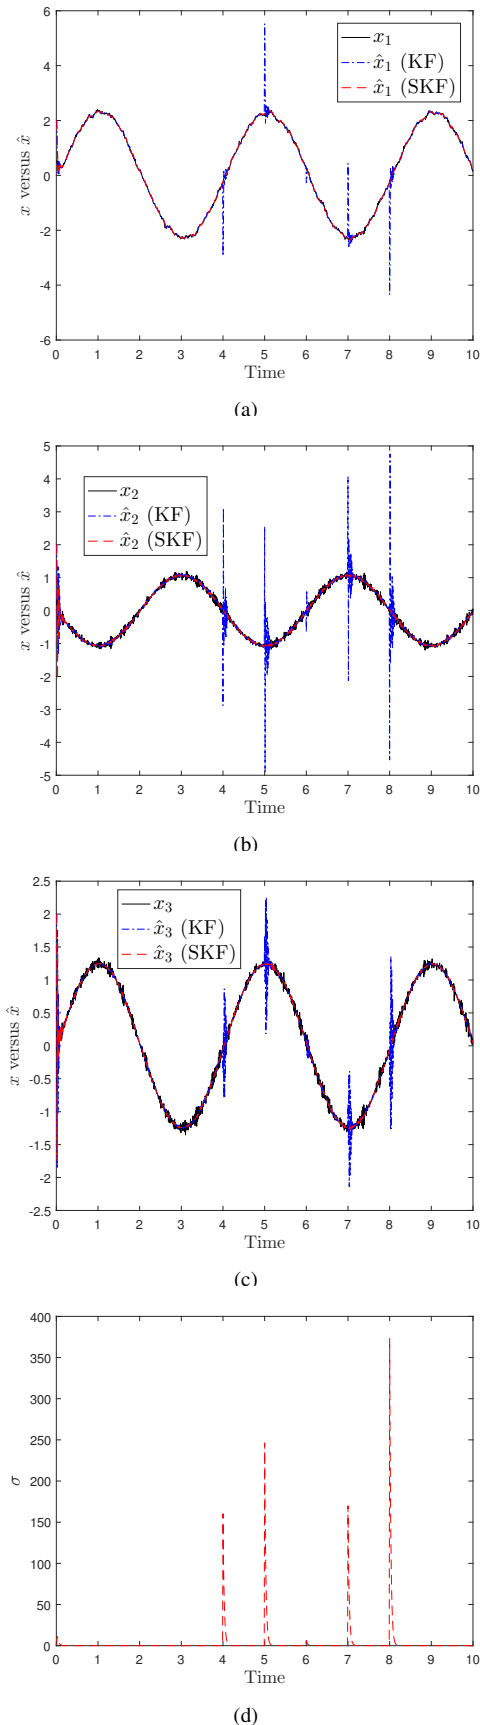 6
4
2
0
-2
-4
-6
x versus x̂
x₁
x̂₁ (KF)
x̂₁ (SKF)
0 1 2 3 4 5 6 7 8 9 10
Time
(a)
5
4
3
2
1
0
-1
-2
-3
-4
-5
x versus x̂
x₂
x̂₂ (KF)
x̂₂ (SKF)
0 1 2 3 4 5 6 7 8 9 10
Time
(b)
2.5
2
1.5
1
0.5
0
-0.5
-1
-1.5
-2
-2.5
x versus x̂
x₃
x̂₃ (KF)
x̂₃ (SKF)
0 1 2 3 4 5 6 7 8 9 10
Time
(c)
400
350
300
250
200
150
100
50
0
σ
0 1 2 3 4 5 6 7 8 9 10
Time
(d)